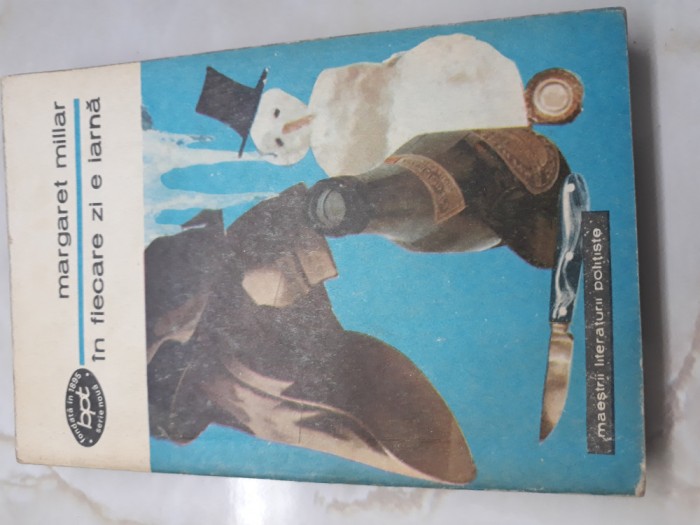 margaret millar
în fiecare zi e iarnă
fondată în 1895
bpt
serie nouă
maeștrii literaturii polițiste